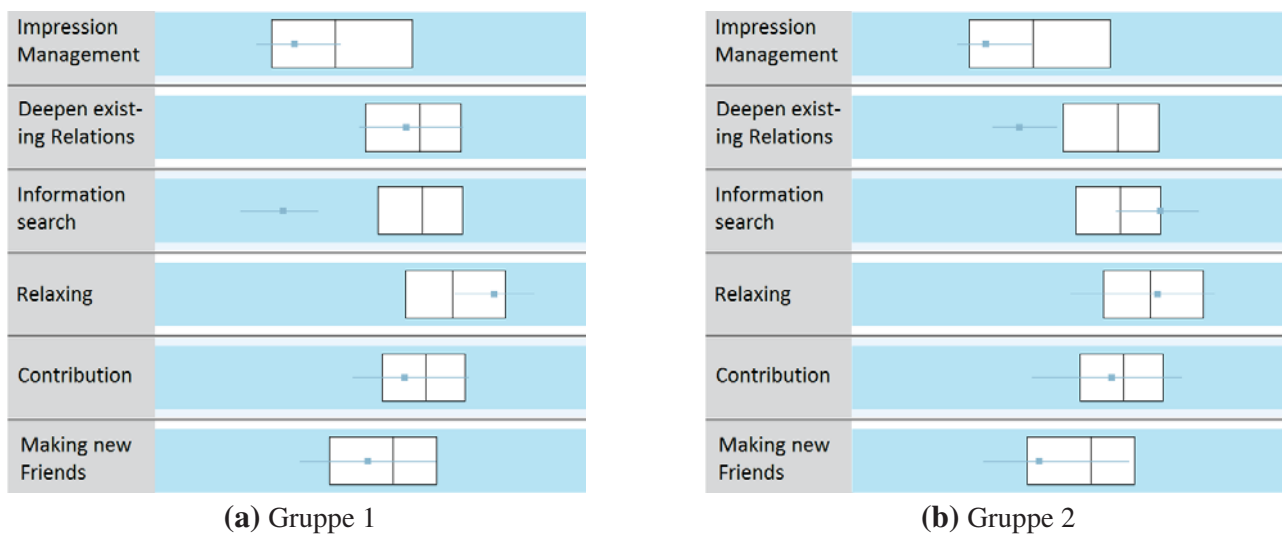 Impression
Management
Deepen exist-
ing Relations
Information
search
Relaxing
Contribution
Making new
Friends
(a) Gruppe 1
Impression
Management
Deepen exist-
ing Relations
Information
search
Relaxing
Contribution
Making new
Friends
(b) Gruppe 2